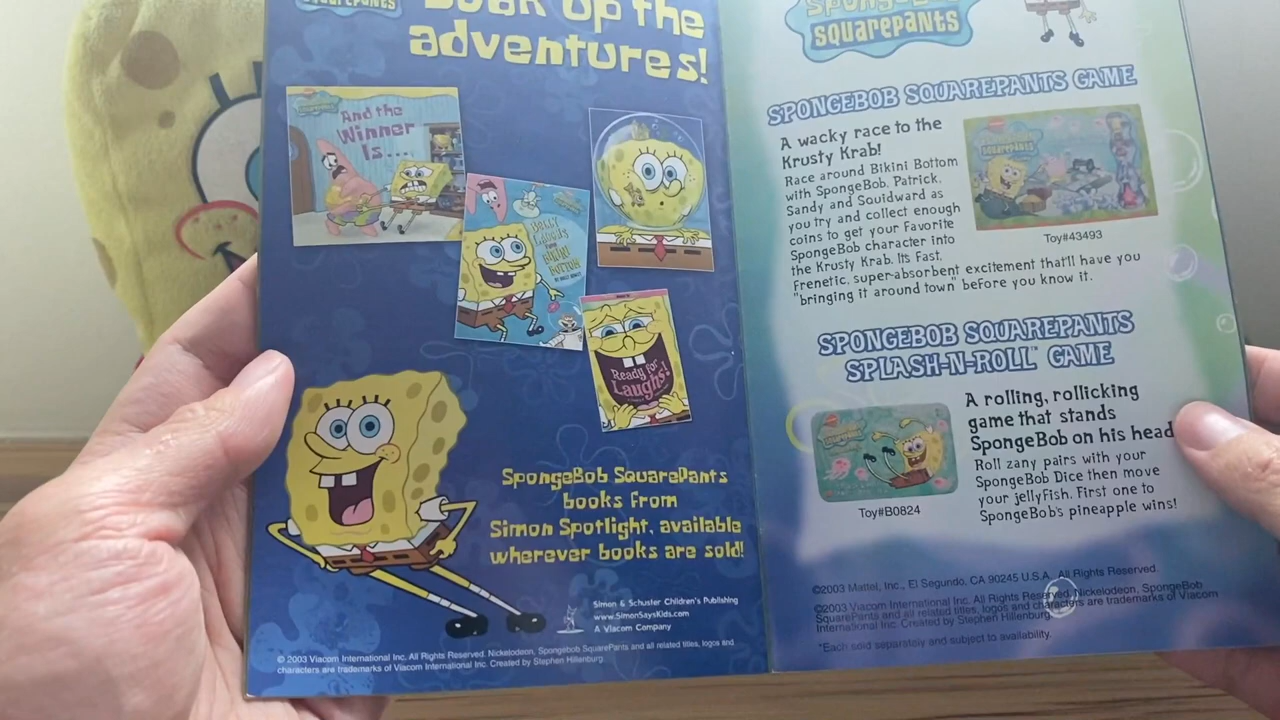 SQUAREPANTS
Soak Up the
adventures!
And the
Winner
Is...
Ready for
Laughs!
SpongeBob SquarePants
books from
Simon Spotlight, available
wherever books are sold!
Simon & Schuster Children's Publishing
www.SimonSaysKids.com
A Viacom Company
© 2003 Viacom International Inc. All Rights Reserved. Nickelodeon, SpongeBob SquarePants and all related titles, logos and
characters are trademarks of Viacom International Inc. Created by Stephen Hillenburg.
SpongeBob
SQUAREPANTS
SPONGEBOB SQUAREPANTS GAME
A wacky race to the
Krusty Krab!
Race around Bikini Bottom
with SpongeBob, Patrick,
Sandy and Squidward as
you try and collect enough
coins to get your Favorite
SpongeBob character into
the Krusty Krab. Its Fast,
Frenetic, super-absorbent excitement that'll have you
"bringing it around town" before you know it.
Toy#43493
SPONGEBOB SQUAREPANTS
SPLASH-N-ROLL™ GAME
A rolling, rollicking
game that stands
SpongeBob on his head
Roll zany pairs with your
SpongeBob Dice then move
your jellyfish. First one to
SpongeBob's pineapple wins!
Toy#B0824
©2003 Mattel, Inc., El Segundo, CA 90245 U.S.A. All Rights Reserved.
©2003 Viacom International Inc. All Rights Reserved. Nickelodeon, SpongeBob
SquarePants and all related titles, logos and characters are trademarks of Viacom
International Inc. Created by Stephen Hillenburg.
*Each sold separately and subject to availability.